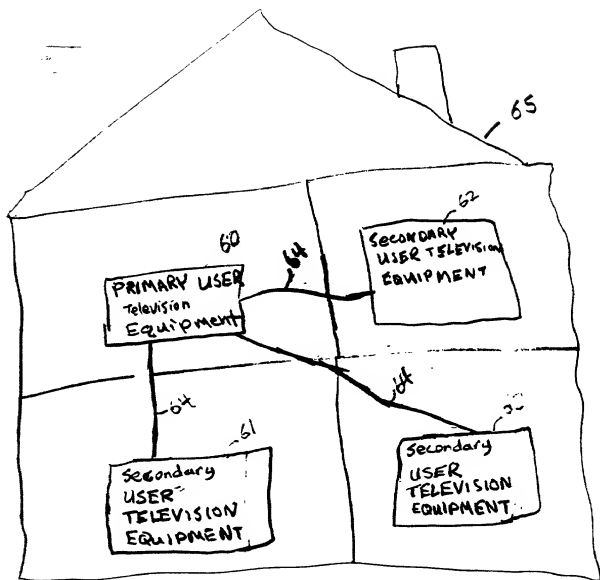 65
62
60
SECONDARY
USER TELEVISION
EQUIPMENT
64
PRIMARY USER
Television
Equipment
64
64
61
Secondary
USER
TELEVISION
EQUIPMENT
Secondary
USER
TELEVISION
EQUIPMENT